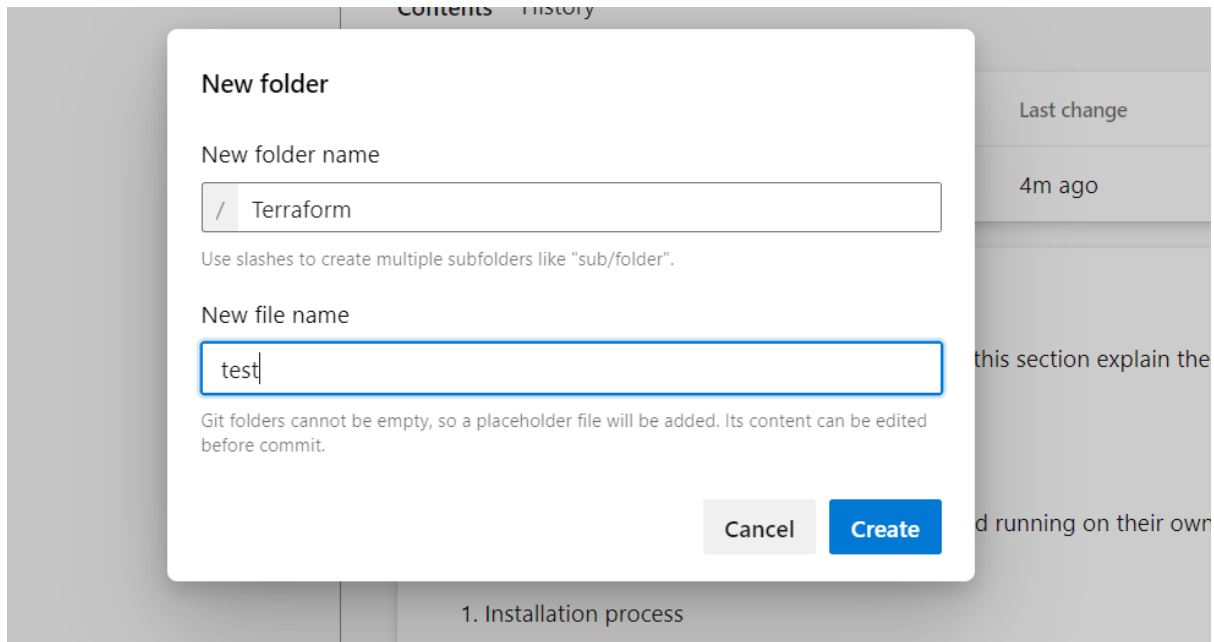 Contents History
New folder
Last change
New folder name
4m ago
/ Terraform
Use slashes to create multiple subfolders like "sub/folder".
New file name
this section explain the
test
Git folders cannot be empty, so a placeholder file will be added. Its content can be edited
before commit.
Cancel
Create
d running on their own
1. Installation process